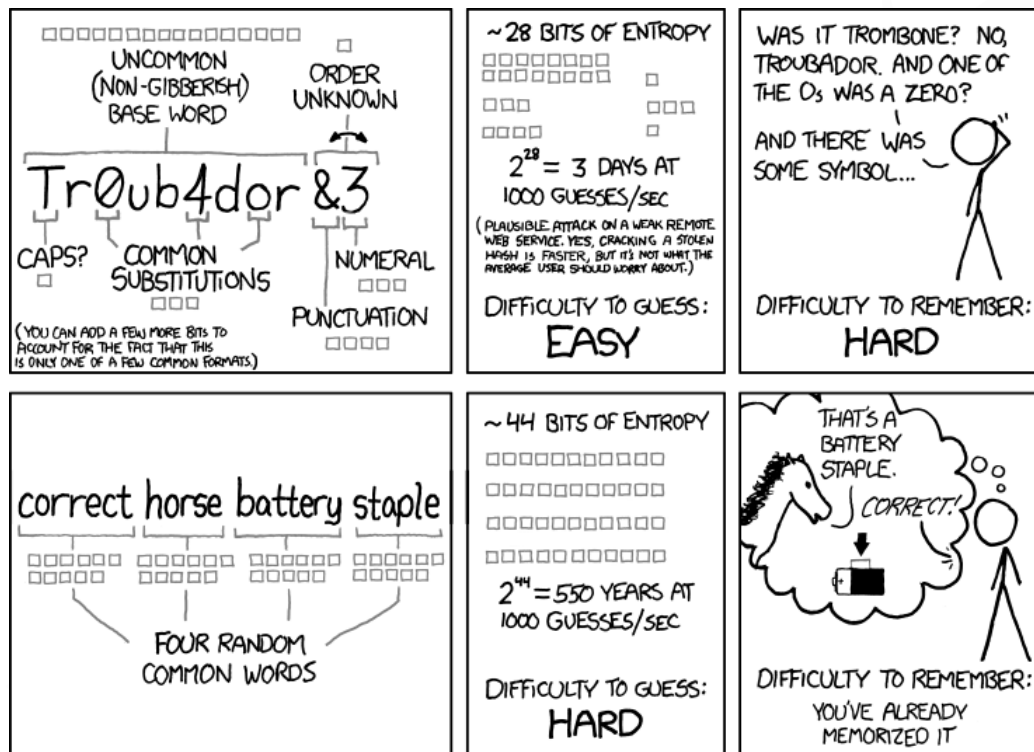 UNCOMMON
(NON-GIBBERISH)
BASE WORD
ORDER
UNKNOWN
Tr0ub4dor &3
CAPS?
COMMON
SUBSTITUTIONS
NUMERAL
PUNCTUATION
(YOU CAN ADD A FEW MORE BITS TO
ACCOUNT FOR THE FACT THAT THIS
IS ONLY ONE OF A FEW COMMON FORMATS.)
~28 BITS OF ENTROPY
2²⁸ = 3 DAYS AT
1000 GUESSES/SEC
(PLAUSIBLE ATTACK ON A WEAK REMOTE
WEB SERVICE. YES, CRACKING A STOLEN
HASH IS FASTER, BUT IT'S NOT WHAT THE
AVERAGE USER SHOULD WORRY ABOUT.)
DIFFICULTY TO GUESS:
EASY
WAS IT TROMBONE? NO,
TROUBADOR. AND ONE OF
THE Os WAS A ZERO?
AND THERE WAS
SOME SYMBOL...
DIFFICULTY TO REMEMBER:
HARD
correct horse battery staple
FOUR RANDOM
COMMON WORDS
~44 BITS OF ENTROPY
2⁴⁴ = 550 YEARS AT
1000 GUESSES/SEC
DIFFICULTY TO GUESS:
HARD
THAT'S A
BATTERY
STAPLE.
CORRECT!
+
DIFFICULTY TO REMEMBER:
YOU'VE ALREADY
MEMORIZED IT